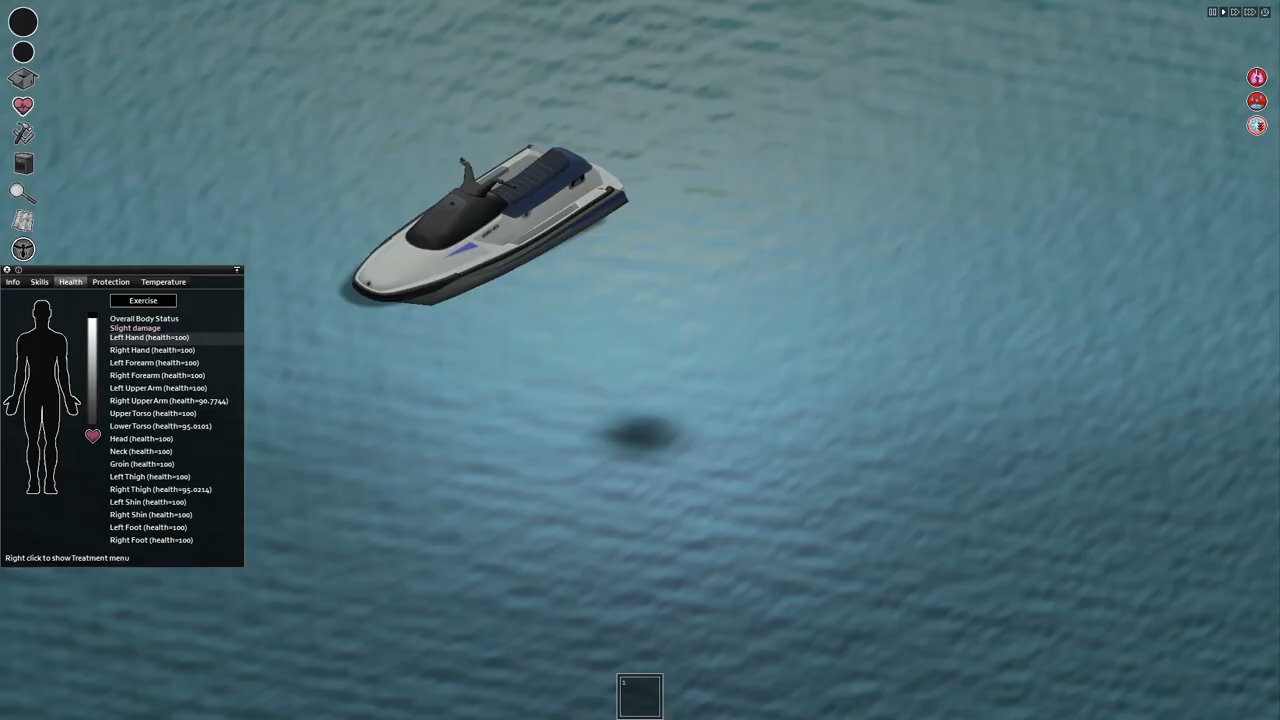 Info Skills Health Protection Temperature
Exercise
Overall Body Status
Slight damage
Left Hand (health=100)
Right Hand (health=100)
Left Forearm (health=100)
Right Forearm (health=100)
Left Upper Arm (health=100)
Right Upper Arm (health=90.7744)
Upper Torso (health=100)
Lower Torso (health=95.0101)
Head (health=100)
Neck (health=100)
Groin (health=100)
Left Thigh (health=100)
Right Thigh (health=95.0214)
Left Shin (health=100)
Right Shin (health=100)
Left Foot (health=100)
Right Foot (health=100)
Right click to show Treatment menu
1